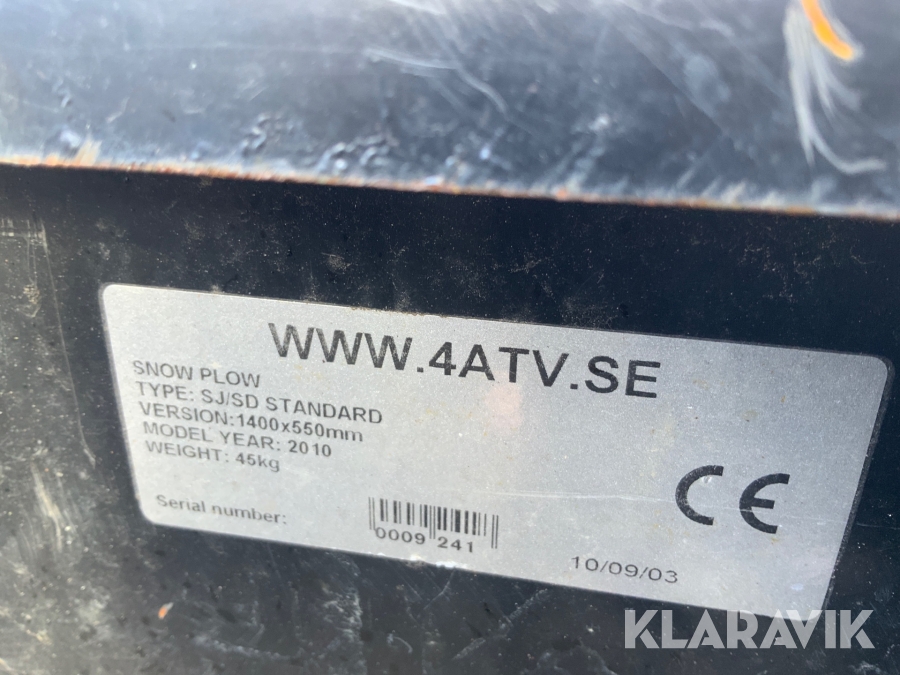 WWW.4ATV.SE
SNOW PLOW
TYPE: SJ/SD STANDARD
VERSION:1400x550mm
MODEL YEAR: 2010
WEIGHT: 45kg
Serial number:
0009 241
10/09/03
CE
KLARAVIK